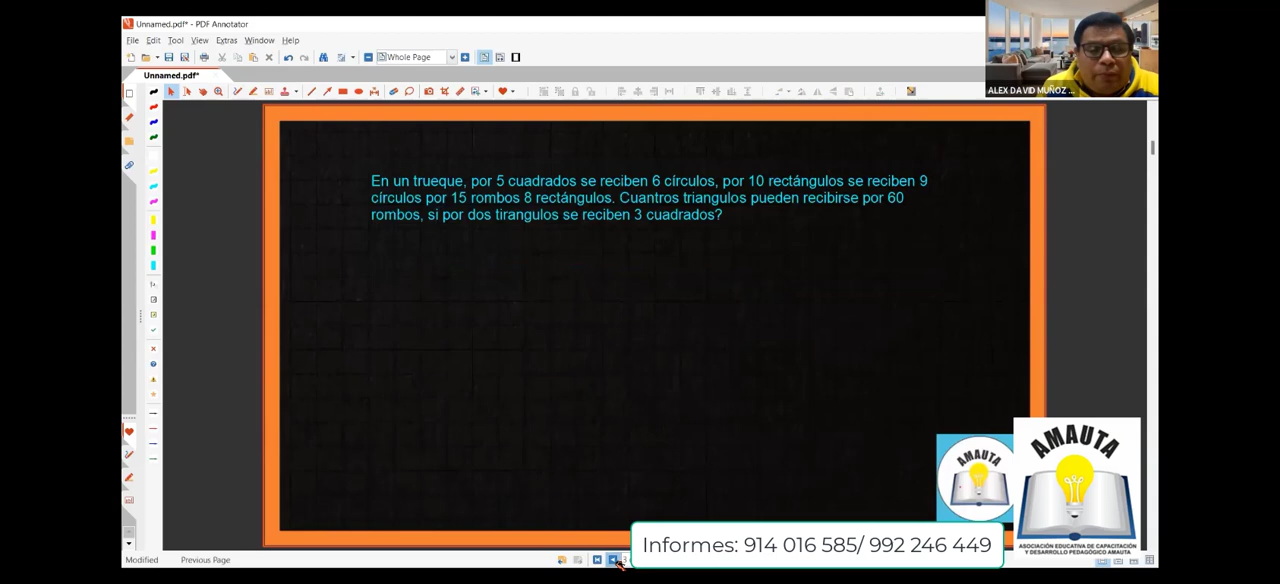 Unnamed.pdf* - PDF Annotator
File Edit View Tool Extras Window Help
Whole Page
Unnamed.pdf*
ALEX DAVID MUÑOZ ...
En un trueque, por 5 cuadrados se reciben 6 círculos, por 10 rectángulos se reciben 9
círculos por 15 rombos 8 rectángulos. Cuantros triangulos pueden recibirse por 60
rombos, si por dos tirangulos se reciben 3 cuadrados?
AMAUTA
AMAUTA
ASOCIACIÓN EDUCATIVA DE CAPACITACIÓN
Y DESARROLLO PEDAGÓGICO AMAUTA
Informes: 914 016 585/ 992 246 449
Modified Previous Page 3